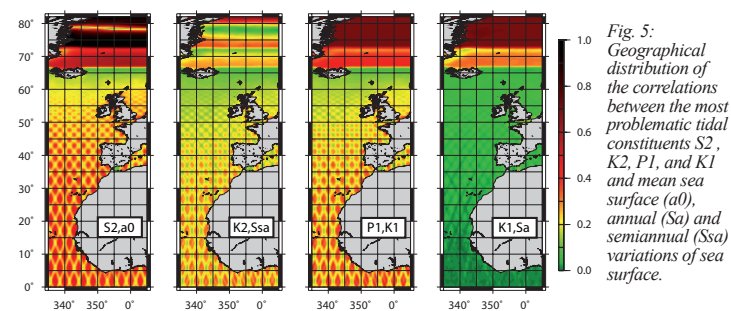 80°
70°
60°
50°
40°
30°
20°
10°
0°
S2,a0
K2,Ssa
P1,K1
K1,Sa
340° 350° 0° 340° 350° 0° 340° 350° 0° 340° 350° 0°
1.0
0.8
0.6
0.4
0.2
0.0
Fig. 5:
Geographical
distribution of
the correlations
between the most
problematic tidal
constituents S2 ,
K2, P1, and K1
and mean sea
surface (a0),
annual (Sa) and
semiannual (Ssa)
variations of sea
surface.